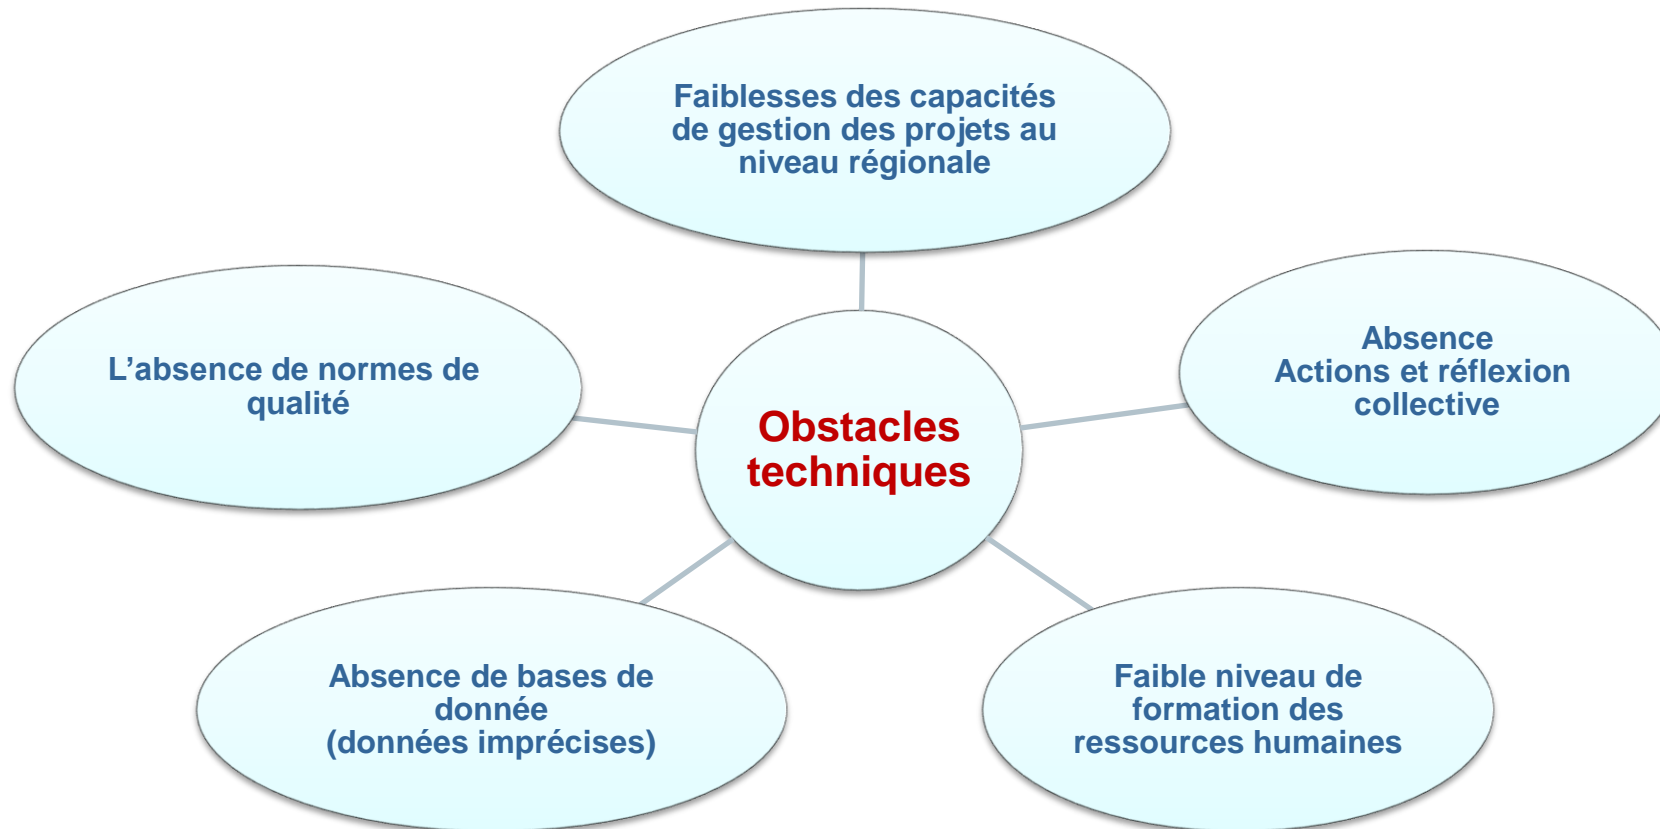 Faiblesses des capacités
de gestion des projets au
niveau régionale
L’absence de normes de
qualité
Absence
Actions et réflexion
collective
Obstacles
techniques
Absence de bases de
donnée
(données imprécises)
Faible niveau de
formation des
ressources humaines